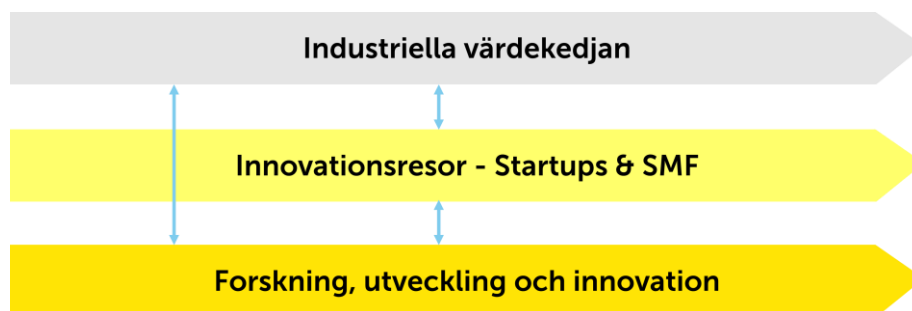 Industriella värdekedjan
Innovationsresor - Startups & SMF
Forskning, utveckling och innovation